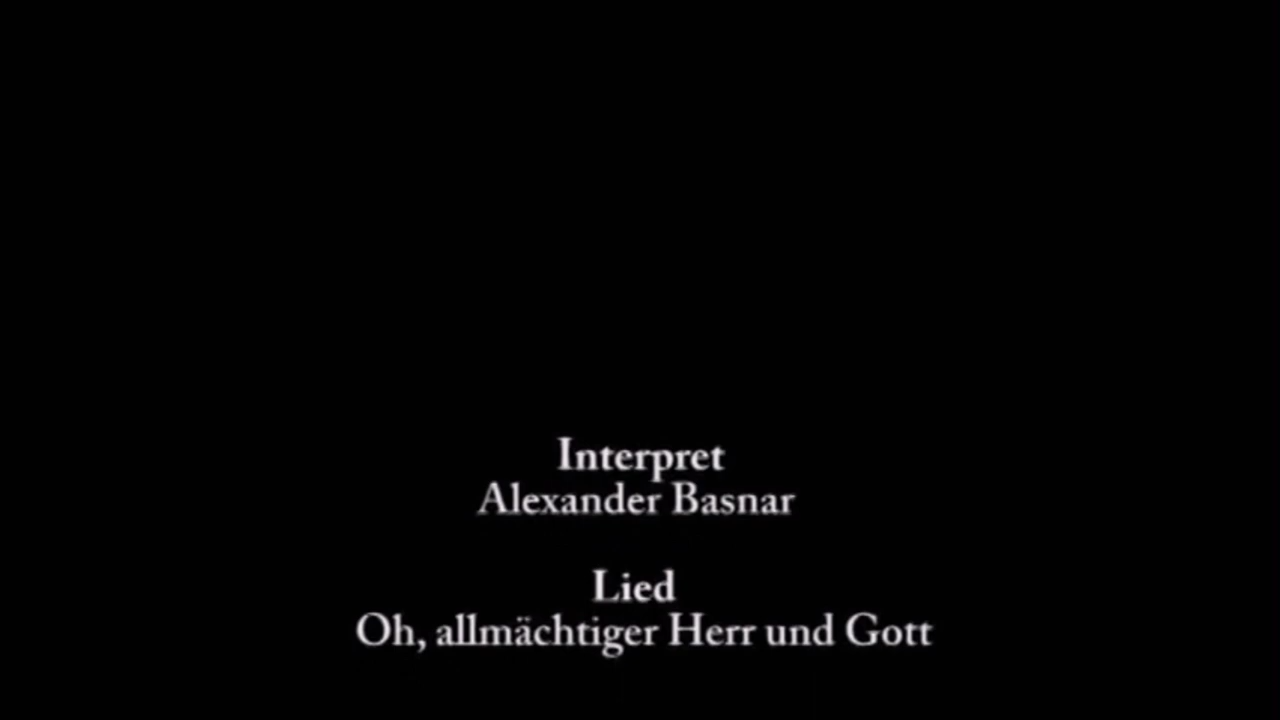 Interpret
Alexander Basnar
Lied
Oh, allmächtiger Herr und Gott